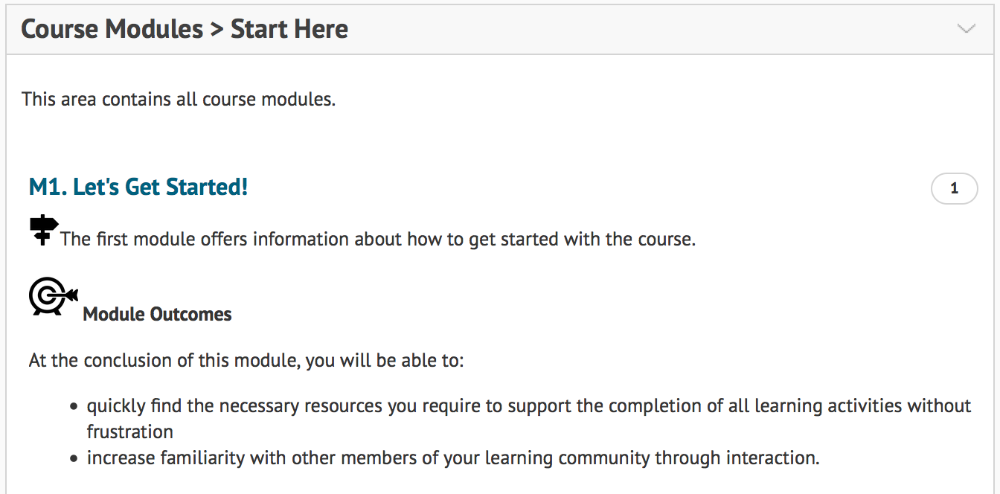 Course Modules > Start Here
This area contains all course modules.
M1. Let's Get Started!
1
The first module offers information about how to get started with the course.
Module Outcomes
At the conclusion of this module, you will be able to:
• quickly find the necessary resources you require to support the completion of all learning activities without
frustration
• increase familiarity with other members of your learning community through interaction.